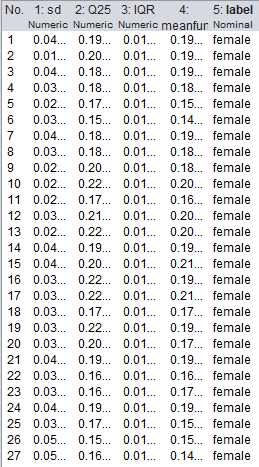 No. 1: sd 2: Q25 3: IQR 4: 5: label
Numeric Numeric Numeric meanfun Nominal
1 0.04... 0.19... 0.01... 0.19... female
2 0.01... 0.20... 0.01... 0.19... female
3 0.04... 0.18... 0.01... 0.19... female
4 0.03... 0.18... 0.01... 0.18... female
5 0.02... 0.17... 0.01... 0.15... female
6 0.03... 0.15... 0.01... 0.14... female
7 0.04... 0.18... 0.01... 0.19... female
8 0.03... 0.18... 0.01... 0.18... female
9 0.02... 0.20... 0.01... 0.18... female
10 0.02... 0.22... 0.01... 0.20... female
11 0.02... 0.17... 0.01... 0.16... female
12 0.03... 0.21... 0.01... 0.20... female
13 0.02... 0.22... 0.01... 0.20... female
14 0.04... 0.19... 0.01... 0.19... female
15 0.04... 0.20... 0.01... 0.21... female
16 0.03... 0.22... 0.01... 0.19... female
17 0.03... 0.22... 0.01... 0.21... female
18 0.03... 0.17... 0.01... 0.17... female
19 0.03... 0.22... 0.01... 0.19... female
20 0.03... 0.20... 0.01... 0.17... female
21 0.04... 0.19... 0.01... 0.19... female
22 0.03... 0.16... 0.01... 0.16... female
23 0.03... 0.16... 0.01... 0.17... female
24 0.04... 0.19... 0.01... 0.19... female
25 0.03... 0.17... 0.01... 0.15... female
26 0.05... 0.15... 0.01... 0.15... female
27 0.05... 0.16... 0.01... 0.14... female